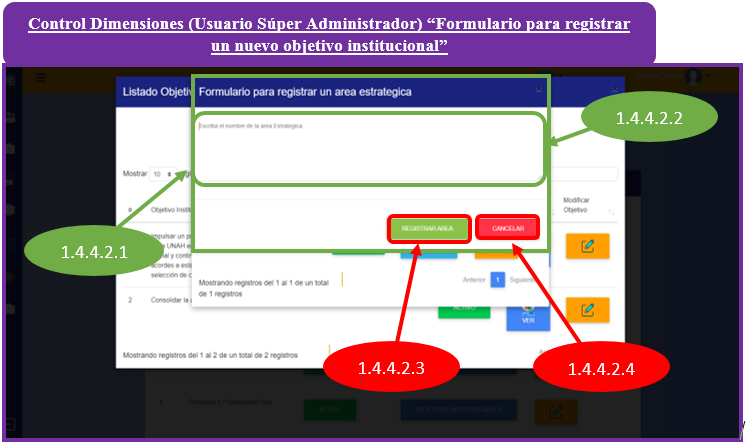 Control Dimensiones (Usuario Súper Administrador) “Formulario para registrar
un nuevo objetivo institucional”
Listado Objetiv
Formulario para registrar un area estrategica
×
Escriba el nombre de la area Estrategica
1.4.4.2.2
Mostrar 10
Modificar
Objetivo
# Objetivo Instit
REGISTRAR AREA CANCELAR
1.4.4.2.1
impulsar un p
UNAH e
al y contin
acordes a esta
selección de c
Mostrando registros del 1 al 1 de un total
de 1 registros
Anterior 1 Siguiente
2 Consolidar la
ACTIVO
VER
Mostrando registros del 1 al 2 de un total de 2 registros
1.4.4.2.3
1.4.4.2.4
ACTIVO